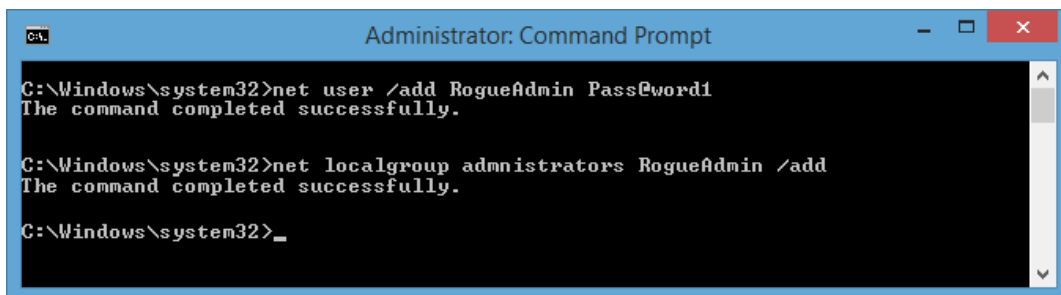 Administrator: Command Prompt
C:\Windows\system32>net user /add RogueAdmin Pass@word1
The command completed successfully.
C:\Windows\system32>net localgroup admnistrators RogueAdmin /add
The command completed successfully.
C:\Windows\system32>_